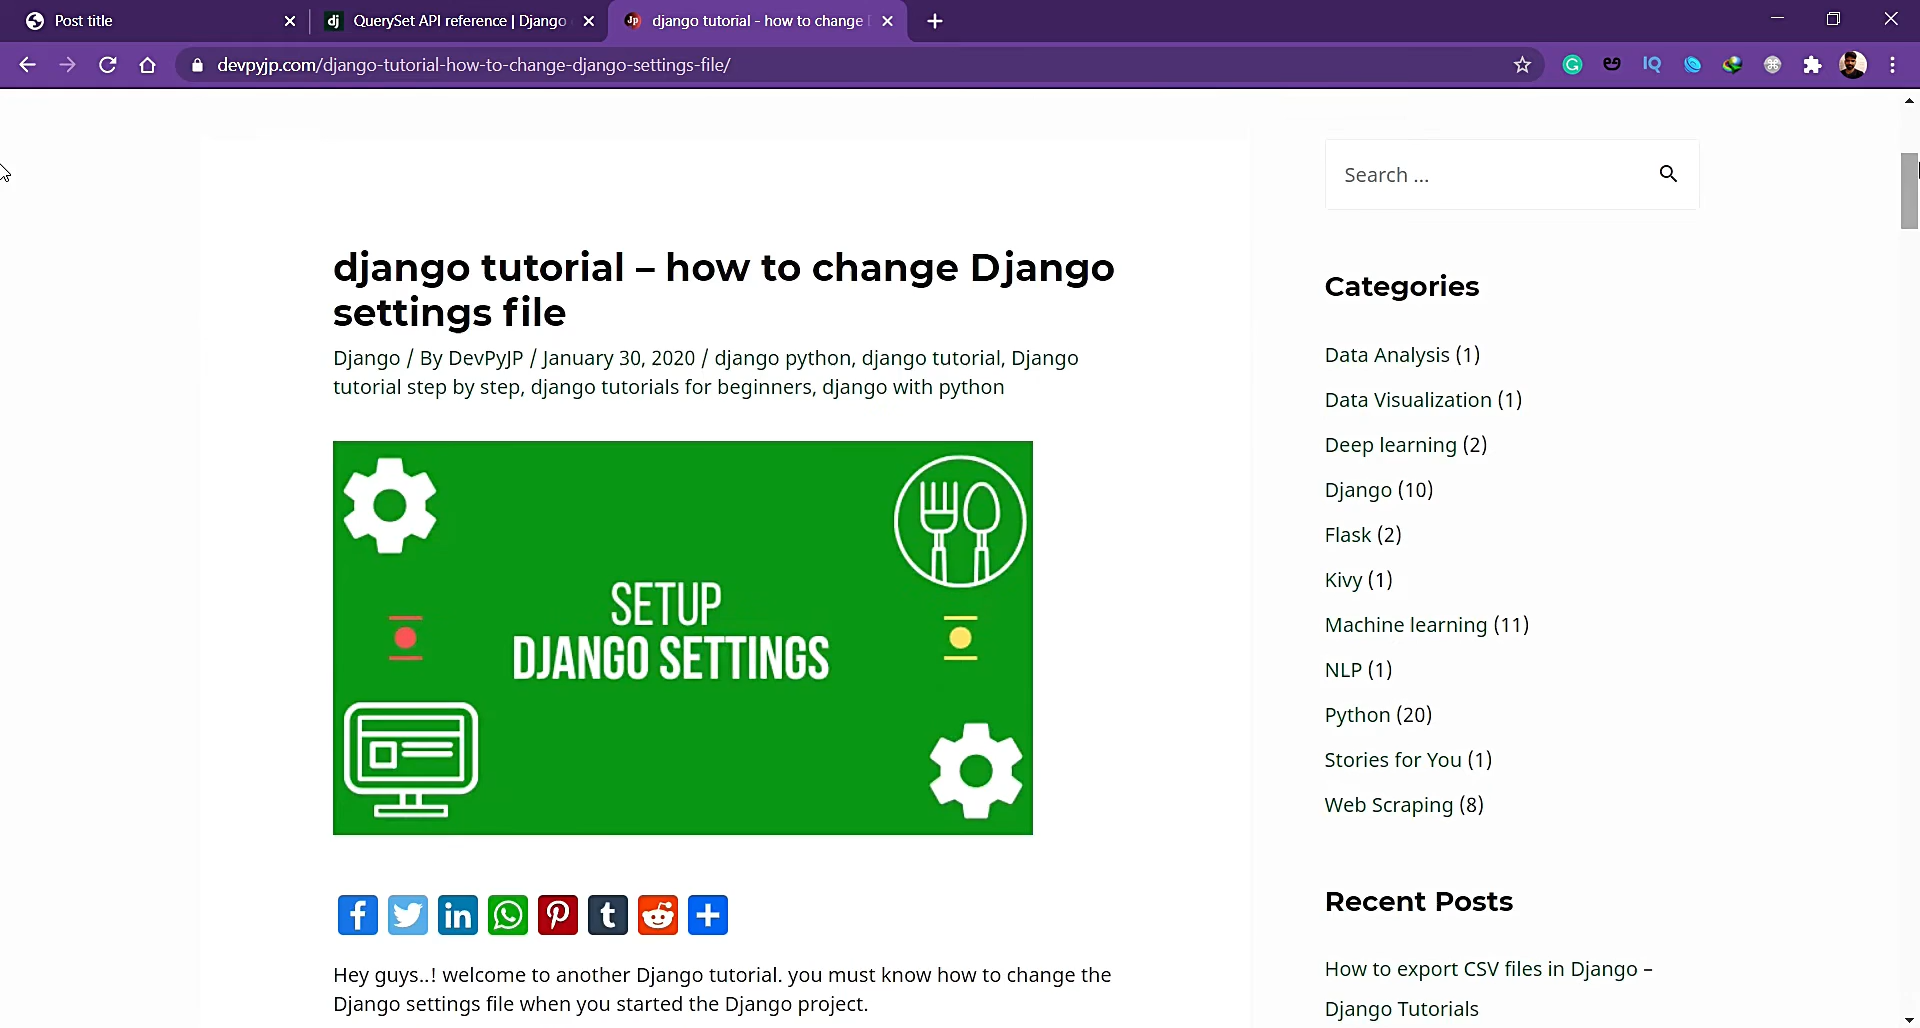 Post title
QuerySet API reference | Django
django tutorial - how to change
devpyjp.com/django-tutorial-how-to-change-django-settings-file/
IQ
Search ...
django tutorial – how to change Django
settings file
Django / By DevPyJP / January 30, 2020 / django python, django tutorial, Django
tutorial step by step, django tutorials for beginners, django with python
SETUP
DJANGO SETTINGS
Hey guys..! welcome to another Django tutorial. you must know how to change the
Django settings file when you started the Django project.
Categories
Data Analysis (1)
Data Visualization (1)
Deep learning (2)
Django (10)
Flask (2)
Kivy (1)
Machine learning (11)
NLP (1)
Python (20)
Stories for You (1)
Web Scraping (8)
Recent Posts
How to export CSV files in Django –
Django Tutorials